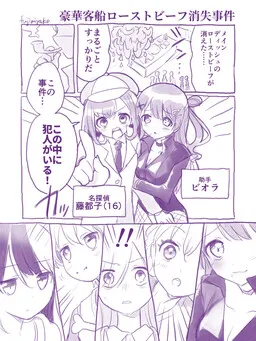 豪華客船ローストビーフ消失事件
fujimiyako
メイン
ディッシュの
ローストビーフが
消えた……
まるごと
すっかりだ
この
事件…
この中に
犯人がいる!
助手
ビオラ
名探偵
藤都子(16)
!!